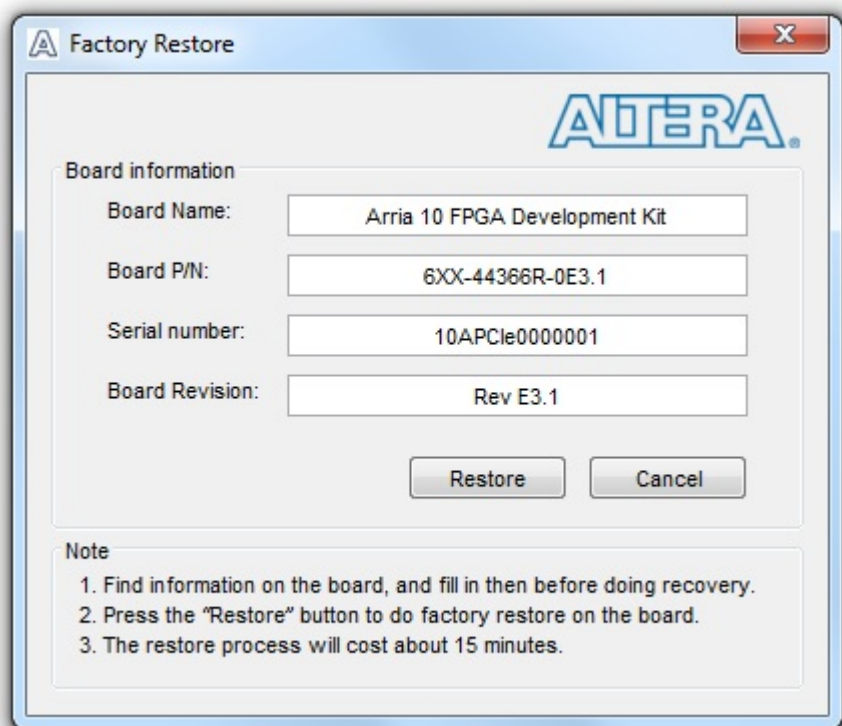 Factory Restore
ALTERA®
Board information
Board Name:
Arria 10 FPGA Development Kit
Board P/N:
6XX-44366R-0E3.1
Serial number:
10APCIe0000001
Board Revision:
Rev E3.1
Restore
Cancel
Note
1. Find information on the board, and fill in then before doing recovery.
2. Press the "Restore" button to do factory restore on the board.
3. The restore process will cost about 15 minutes.